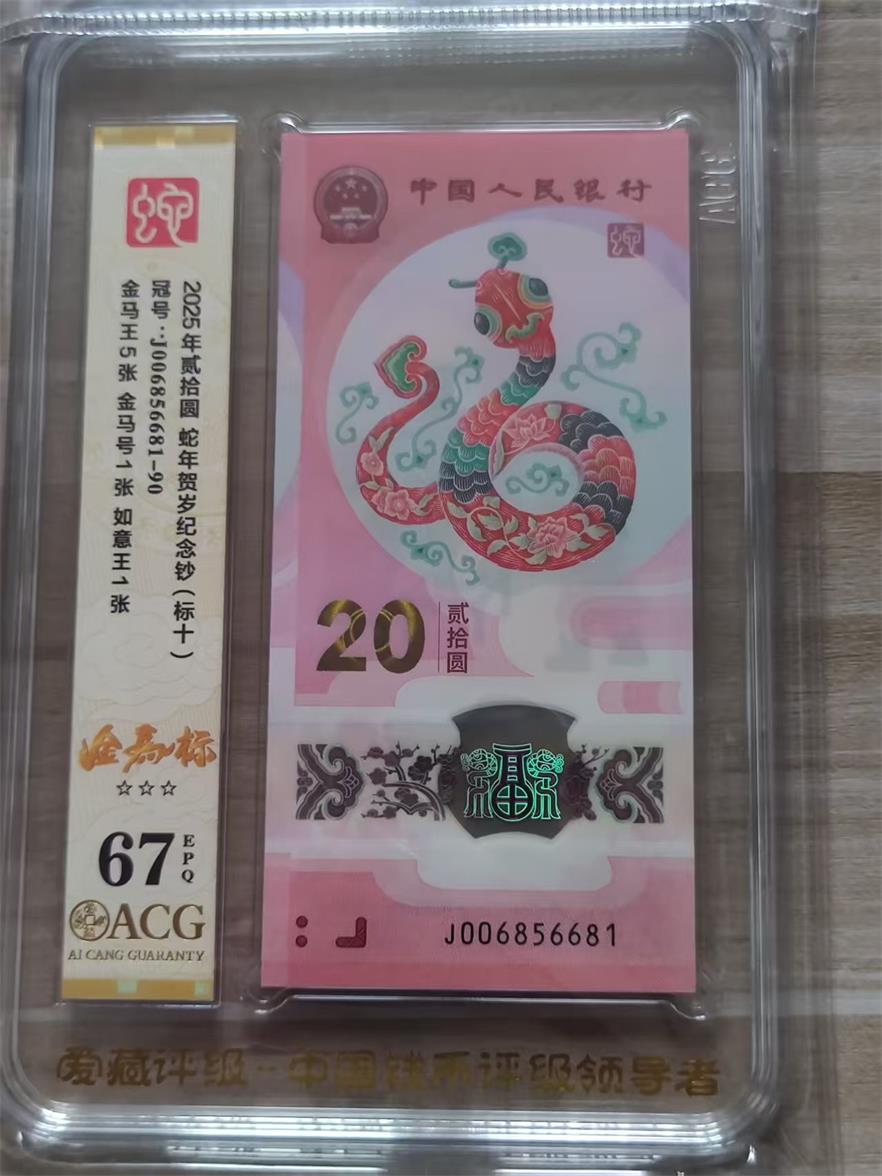 蛇
2025年贰拾圆 蛇年贺岁纪念钞(标十)
冠号:J006856681-90
金马王5张 金马号1张 如意王1张
金马标
☆☆☆
67
EPQ
ACG
AI CANG GUARANTY
中国人民银行
蛇
20
贰拾圆
J006856681
ACG
爱藏评级--中国钱币评级领导者